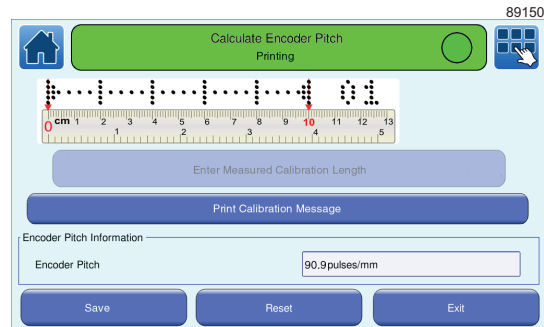 89150
Calculate Encoder Pitch
Printing
01
0 cm 1 2 3 4 5 6 7 8 9 10 11 12 13
1 2 3 4 5
Enter Measured Calibration Length
Print Calibration Message
Encoder Pitch Information
Encoder Pitch 90.9pulses/mm
Save Reset Exit